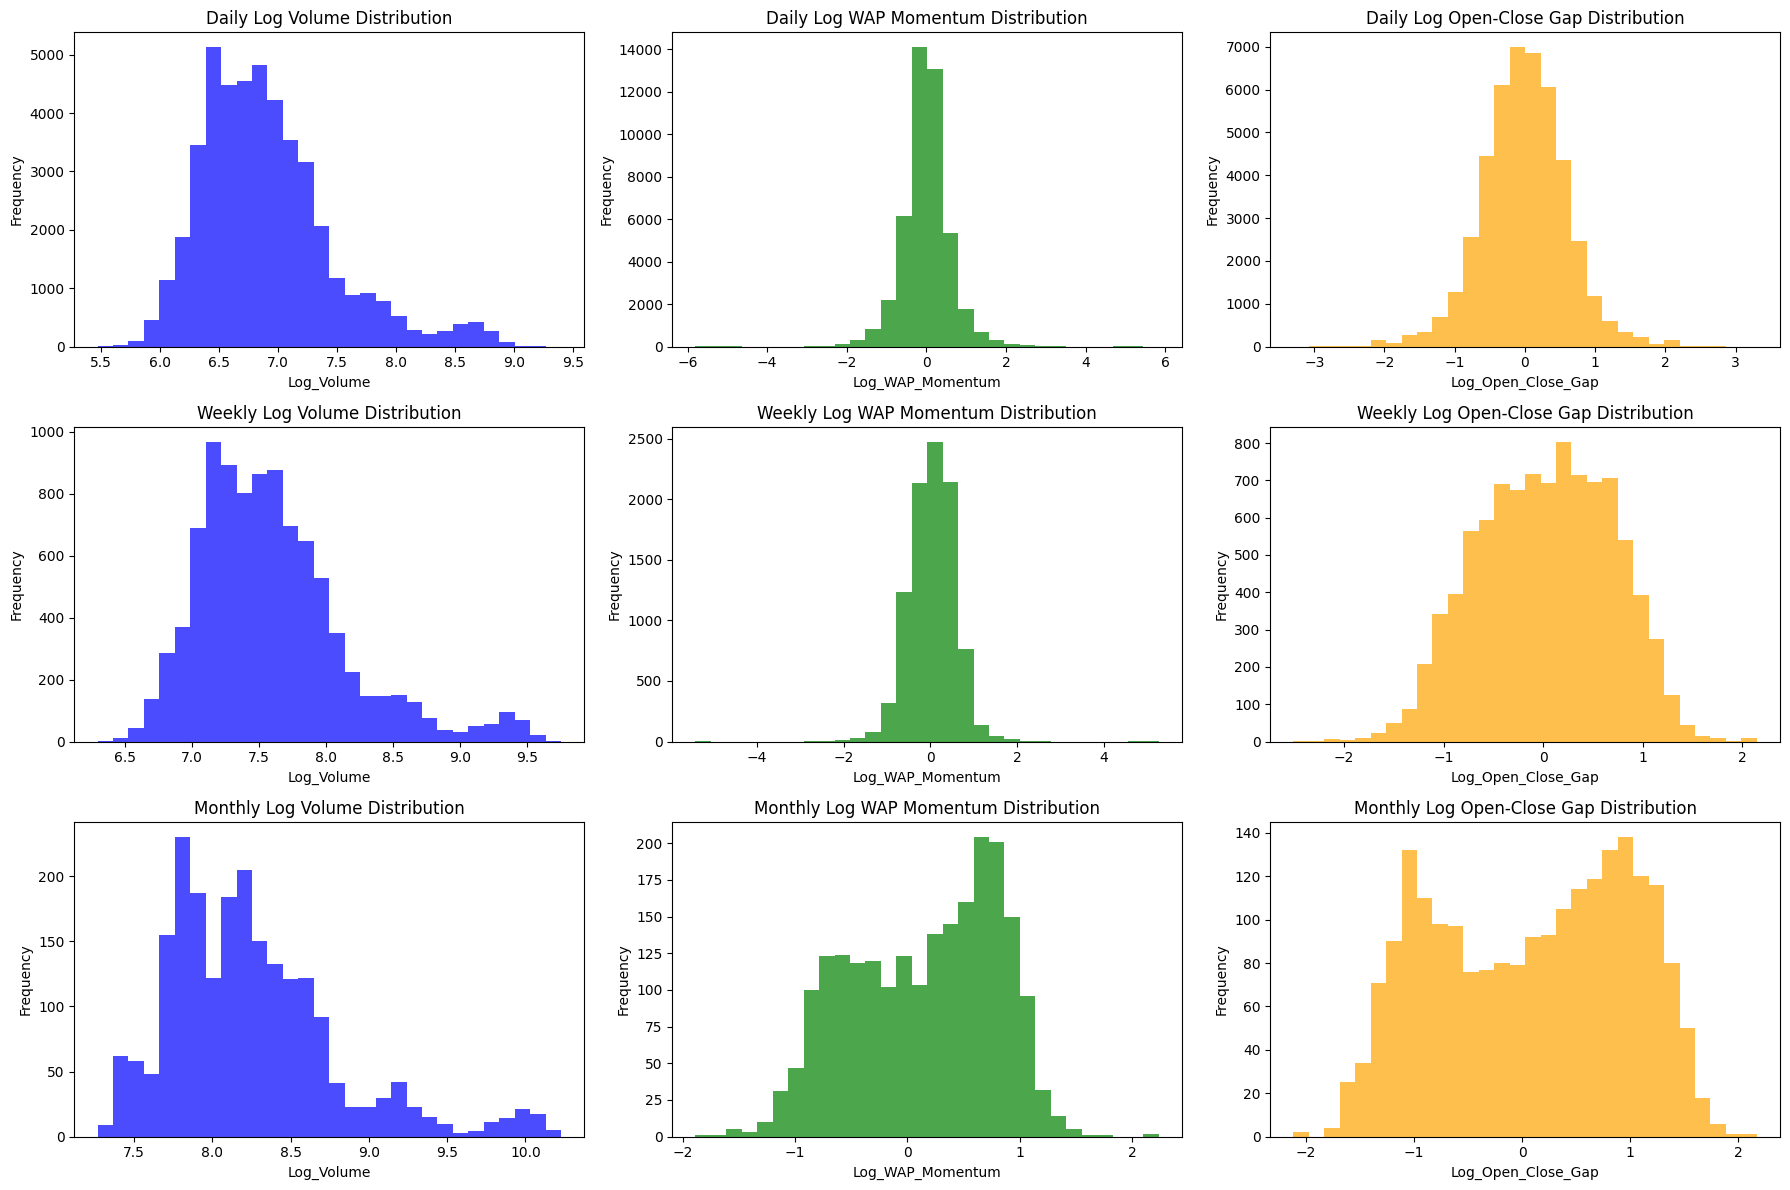 Daily Log Volume Distribution
Frequency
5000
4000
3000
2000
1000
0
5.5 6.0 6.5 7.0 7.5 8.0 8.5 9.0 9.5
Log_Volume
Daily Log WAP Momentum Distribution
Frequency
14000
12000
10000
8000
6000
4000
2000
0
−6 −4 −2 0 2 4 6
Log_WAP_Momentum
Daily Log Open-Close Gap Distribution
Frequency
7000
6000
5000
4000
3000
2000
1000
0
−3 −2 −1 0 1 2 3
Log_Open_Close_Gap
Weekly Log Volume Distribution
Frequency
1000
800
600
400
200
0
6.5 7.0 7.5 8.0 8.5 9.0 9.5
Log_Volume
Weekly Log WAP Momentum Distribution
Frequency
2500
2000
1500
1000
500
0
−4 −2 0 2 4
Log_WAP_Momentum
Weekly Log Open-Close Gap Distribution
Frequency
800
700
600
500
400
300
200
100
0
−2 −1 0 1 2
Log_Open_Close_Gap
Monthly Log Volume Distribution
Frequency
200
150
100
50
0
7.5 8.0 8.5 9.0 9.5 10.0
Log_Volume
Monthly Log WAP Momentum Distribution
Frequency
200
175
150
125
100
75
50
25
0
−2 −1 0 1 2
Log_WAP_Momentum
Monthly Log Open-Close Gap Distribution
Frequency
140
120
100
80
60
40
20
0
−2 −1 0 1 2
Log_Open_Close_Gap